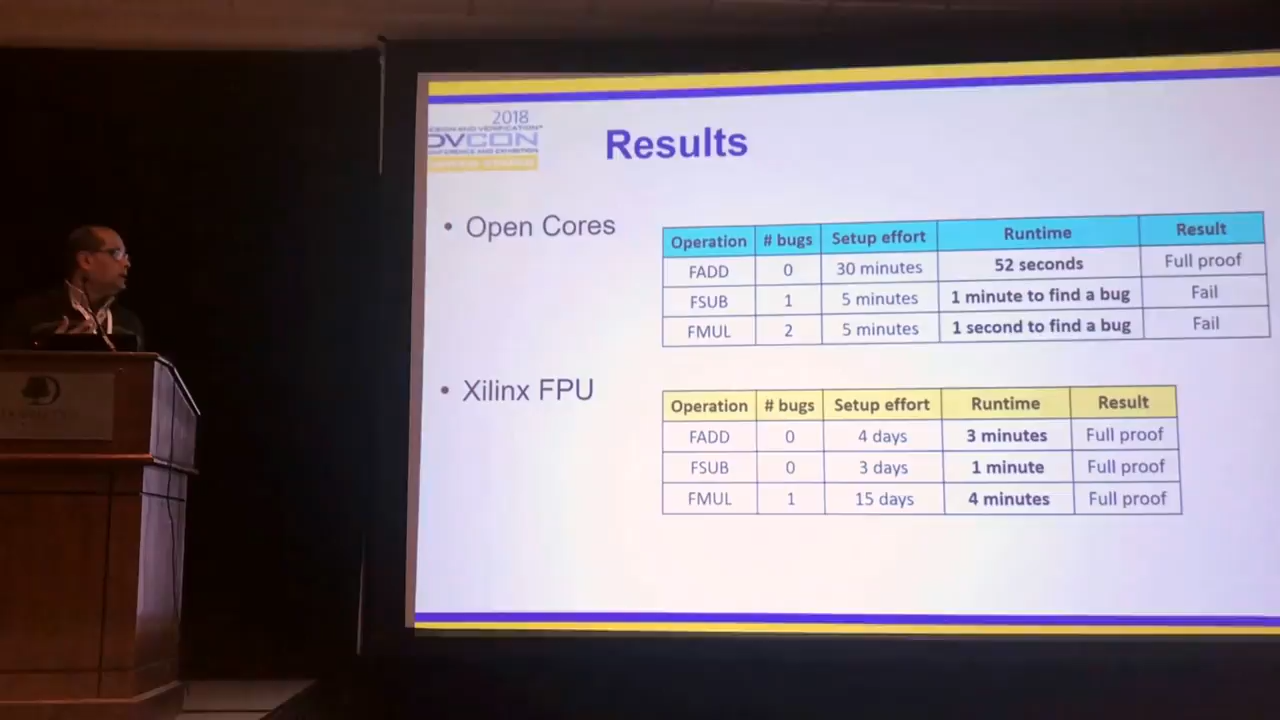 2018
DVCON
Results
• Open Cores
Operation # bugs Setup effort Runtime Result
FADD 0 30 minutes 52 seconds Full proof
FSUB 1 5 minutes 1 minute to find a bug Fail
FMUL 2 5 minutes 1 second to find a bug Fail
• Xilinx FPU
Operation # bugs Setup effort Runtime Result
FADD 0 4 days 3 minutes Full proof
FSUB 0 3 days 1 minute Full proof
FMUL 1 15 days 4 minutes Full proof